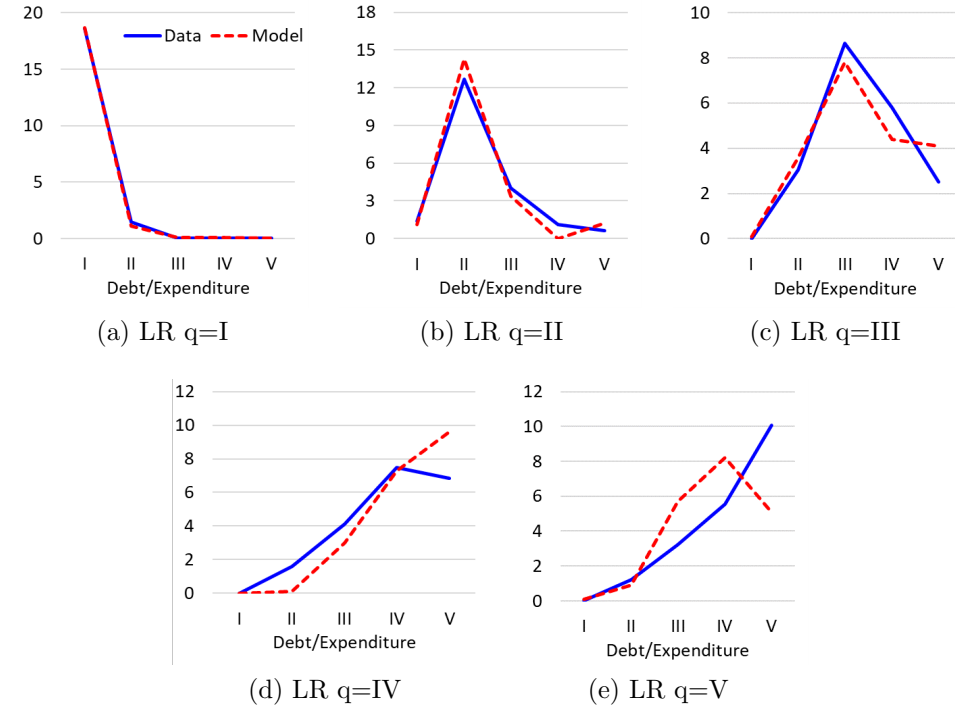 20
15
10
5
0
Data
Model
I II III IV V
Debt/Expenditure
(a) LR q=I
18
15
12
9
6
3
0
I II III IV V
Debt/Expenditure
(b) LR q=II
10
8
6
4
2
0
I II III IV V
Debt/Expenditure
(c) LR q=III
12
10
8
6
4
2
0
I II III IV V
Debt/Expenditure
(d) LR q=IV
12
10
8
6
4
2
0
I II III IV V
Debt/Expenditure
(e) LR q=V